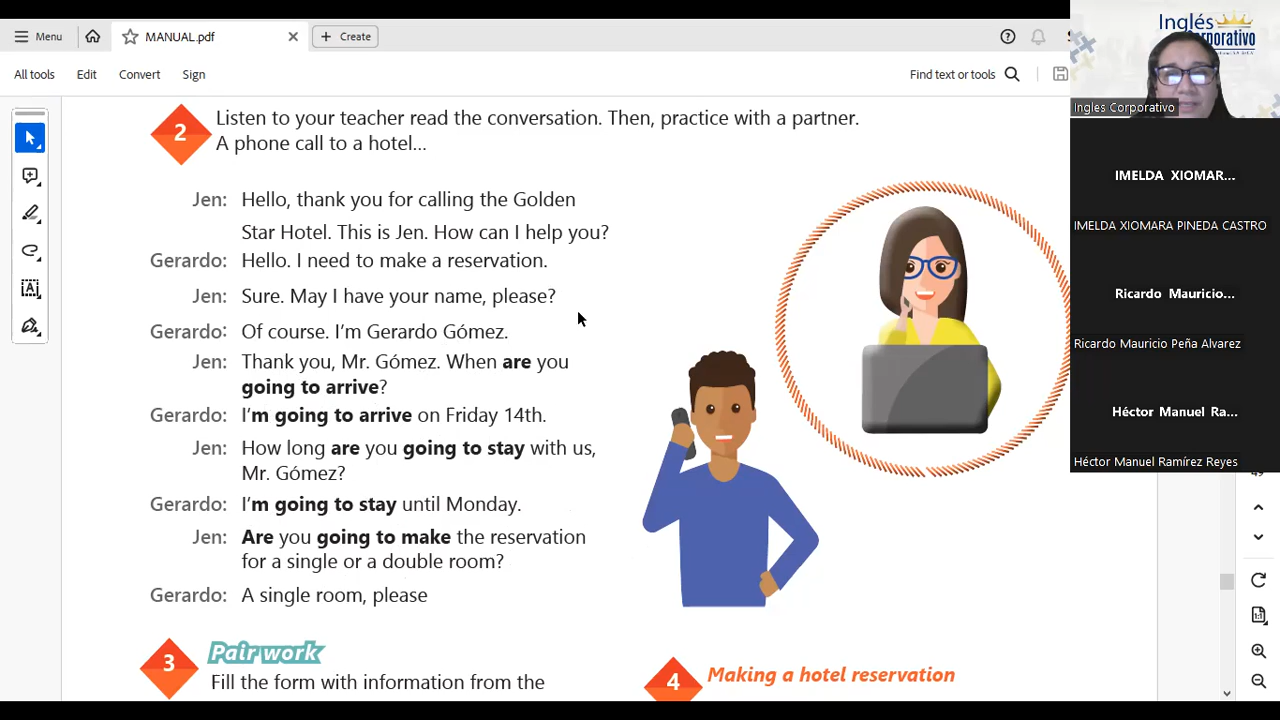 Menu
MANUAL.pdf
Create
All tools
Edit
Convert
Sign
Find text or tools
2
Listen to your teacher read the conversation. Then, practice with a partner.
A phone call to a hotel...
Jen: Hello, thank you for calling the Golden
Star Hotel. This is Jen. How can I help you?
Gerardo: Hello. I need to make a reservation.
Jen: Sure. May I have your name, please?
Gerardo: Of course. I'm Gerardo Gómez.
Jen: Thank you, Mr. Gómez. When are you
going to arrive?
Gerardo: I'm going to arrive on Friday 14th.
Jen: How long are you going to stay with us,
Mr. Gómez?
Gerardo: I'm going to stay until Monday.
Jen: Are you going to make the reservation
for a single or a double room?
Gerardo: A single room, please
3
Pair work
Fill the form with information from the
4
Making a hotel reservation
Inglés
Corporativo
Ingles Corporativo
IMELDA XIOMAR...
IMELDA XIOMARA PINEDA CASTRO
Ricardo Mauricio...
Ricardo Mauricio Peña Alvarez
Héctor Manuel Ra...
Héctor Manuel Ramírez Reyes
1:1